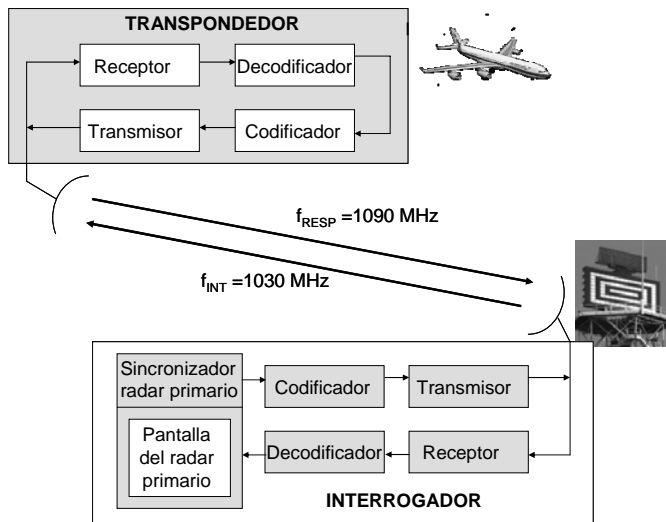 TRANSPONDEDOR
Receptor
Decodificador
Transmisor
Codificador
fRESP =1090 MHz
fINT =1030 MHz
Sincronizador
radar primario
Codificador
Transmisor
Pantalla
del radar
primario
Decodificador
Receptor
INTERROGADOR